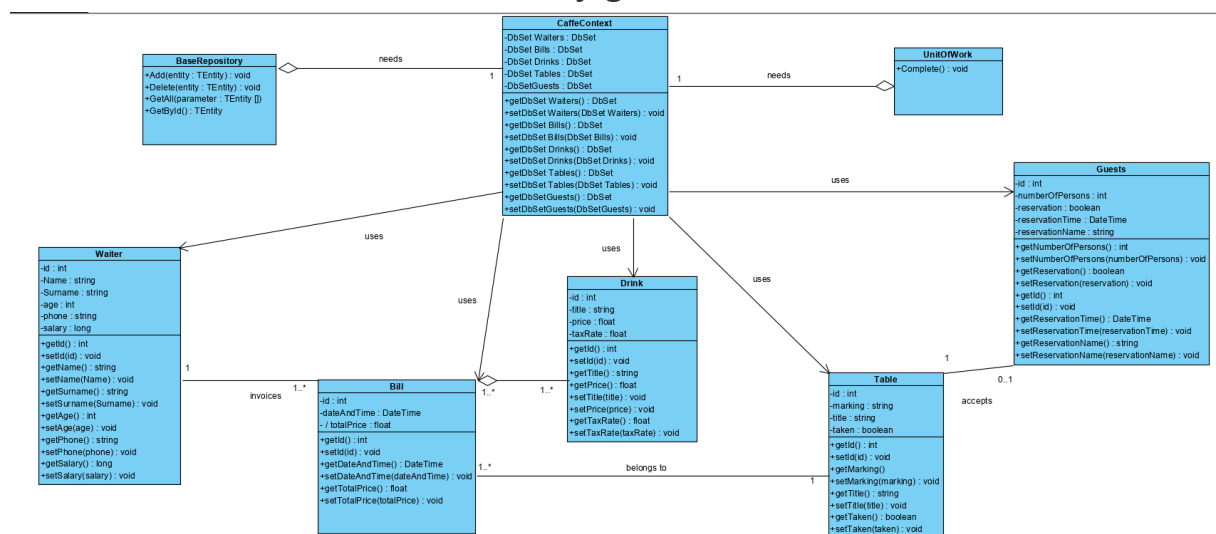 CaffeContext
-DbSet Waiters : DbSet
-DbSet Bills : DbSet
-DbSet Drinks : DbSet
-DbSet Tables : DbSet
-DbSetGuests : DbSet
+getDbSet Waiters() : DbSet
+setDbSet Waiters(DbSet Waiters) : void
+getDbSet Bills() : DbSet
+setDbSet Bills(DbSet Bills) : void
+getDbSet Drinks() : DbSet
+setDbSet Drinks(DbSet Drinks) : void
+getDbSet Tables() : DbSet
+setDbSet Tables(DbSet Tables) : void
+getDbSetGuests() : DbSet
+setDbSetGuests(DbSetGuests) : void
BaseRepository
+Add(entity : TEntity) : void
+Delete(entity : TEntity) : void
+GetAll(parameter : TEntity [])
+GetById() : TEntity
needs
1
UnitOfWork
+Complete() : void
1
needs
uses
uses
uses
uses
uses
Guests
-id : int
-numberOfPersons : int
-reservation : boolean
-reservationTime : DateTime
-reservationName : string
+getNumberOfPersons() : int
+setNumberOfPersons(numberOfPersons) : void
+getReservation() : boolean
+setReservation(reservation) : void
+getId() : int
+setId(id) : void
+getReservationTime() : DateTime
+setReservationTime(reservationTime) : void
+getReservationName() : string
+setReservationName(reservationName) : void
Waiter
-id : int
-Name : string
-Surname : string
-age : int
-phone : string
-salary : long
+getId() : int
+setId(id) : void
+getName() : string
+setName(Name) : void
+getSurname() : string
+setSurname(Surname) : void
+getAge() : int
+setAge(age) : void
+getPhone() : string
+setPhone(phone) : void
+getSalary() : long
+setSalary(salary) : void
Drink
-id : int
-title : string
-price : float
-taxRate : float
+getId() : int
+setId(id) : void
+getTitle() : string
+getPrice() : float
+setTitle(title) : void
+setPrice(price) : void
+getTaxRate() : float
+setTaxRate(taxRate) : void
1
invoices
1..*
1..*
1..*
Bill
-id : int
-dateAndTime : DateTime
- / totalPrice : float
+getId() : int
+setId(id) : void
+getDateAndTime() : DateTime
+setDateAndTime(dateAndTime) : void
+getTotalPrice() : float
+setTotalPrice(totalPrice) : void
1..*
belongs to
1
1
0..1
accepts
Table
-id : int
-marking : string
-title : string
-taken : boolean
+getId() : int
+setId(id) : void
+getMarking()
+setMarking(marking) : void
+getTitle() : string
+setTitle(title) : void
+getTaken() : boolean
+setTaken(taken) : void